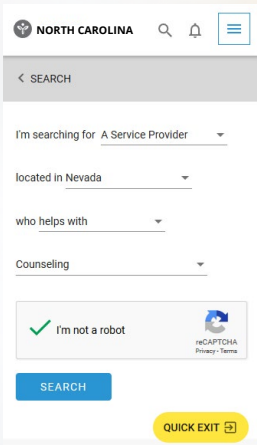 NORTH CAROLINA
< SEARCH
I'm searching for A Service Provider
located in Nevada
who helps with
Counseling
I'm not a robot
reCAPTCHA
Privacy - Terms
SEARCH
QUICK EXIT